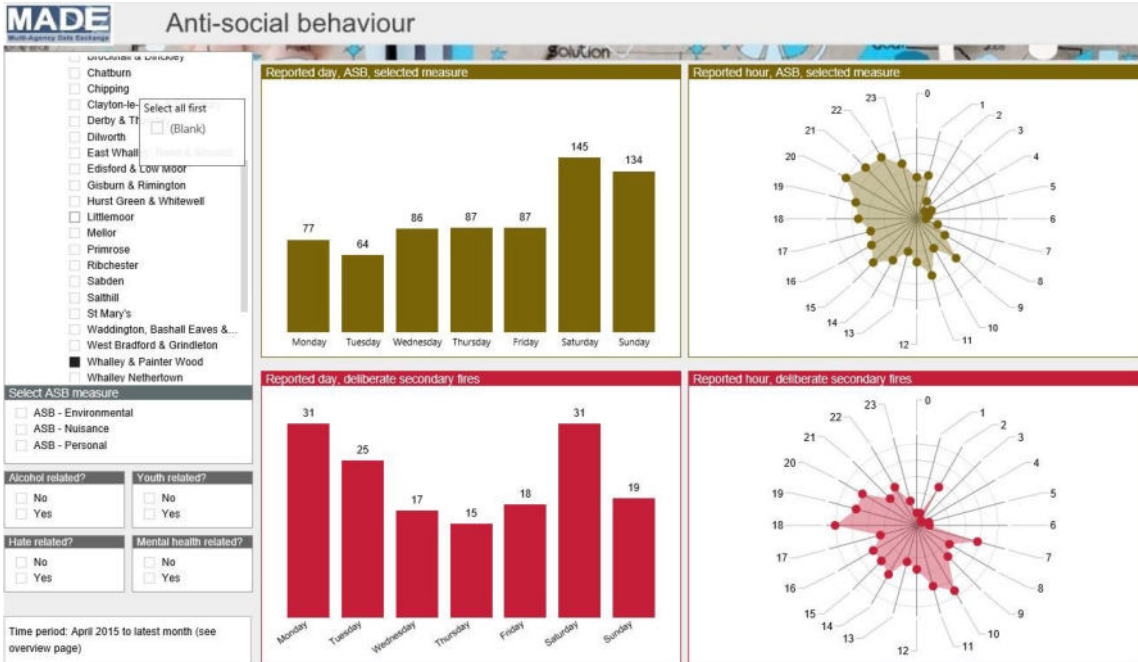 MADE
Multi-Agency Data Exchange
Anti-social behaviour
Solution
Brockhall & Dinckley
Chatburn
Chipping
Clayton-le-
Derby & Th
Dilworth
East Whall
Edisford & Low Moor
Gisburn & Rimington
Hurst Green & Whitewell
Littlemoor
Mellor
Primrose
Ribchester
Sabden
Salthill
St Mary's
Waddington, Bashall Eaves &...
West Bradford & Grindleton
Whalley & Painter Wood
Whalley Nethertown
Select all first
(Blank)
Select ASB measure
ASB - Environmental
ASB - Nuisance
ASB - Personal
Alcohol related?
No
Yes
Youth related?
No
Yes
Hate related?
No
Yes
Mental health related?
No
Yes
Time period: April 2015 to latest month (see
overview page)
Reported day, ASB, selected measure
77
64
86
87
87
145
134
Monday
Tuesday
Wednesday
Thursday
Friday
Saturday
Sunday
Reported hour, ASB, selected measure
0
1
2
3
4
5
6
7
8
9
10
11
12
13
14
15
16
17
18
19
20
21
22
23
Reported day, deliberate secondary fires
31
25
17
15
18
31
19
Monday
Tuesday
Wednesday
Thursday
Friday
Saturday
Sunday
Reported hour, deliberate secondary fires
0
1
2
3
4
5
6
7
8
9
10
11
12
13
14
15
16
17
18
19
20
21
22
23